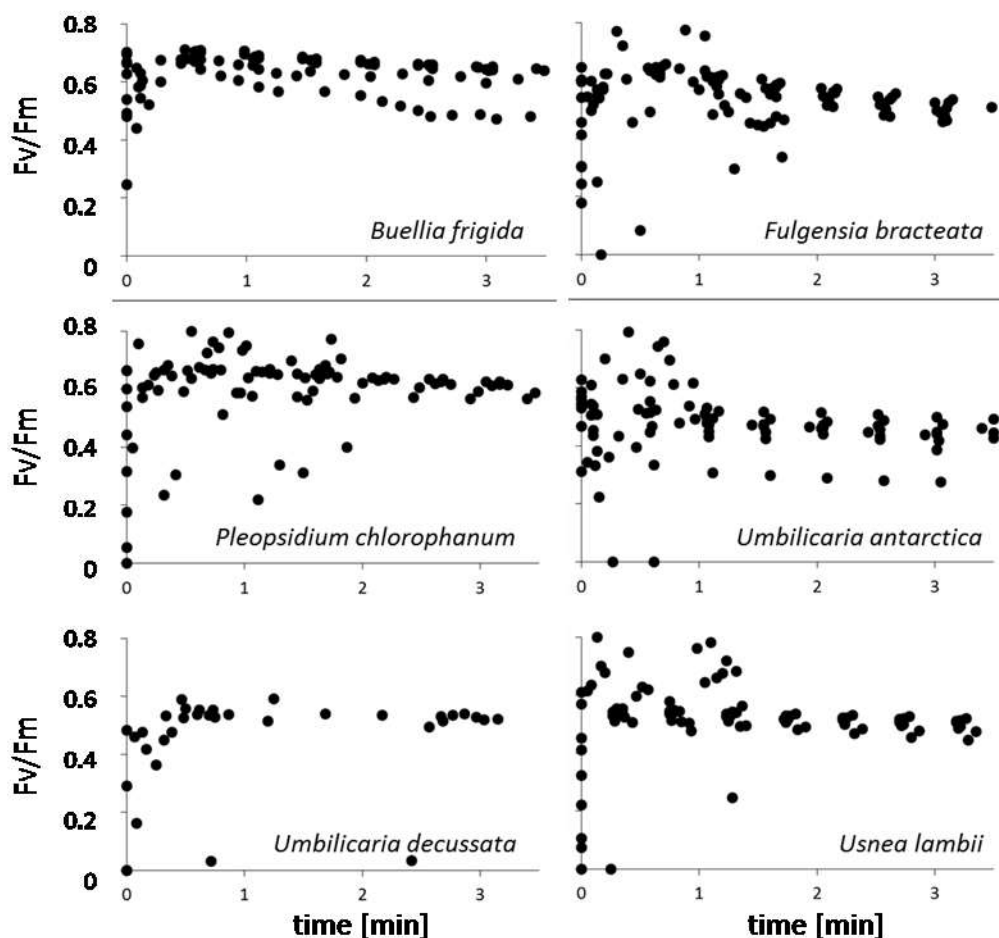 0.8
0.6
0.4
0.2
0
Fv/Fm
0 1 2 3
Buellia frigida
0 1 2 3
Fulgensia bracteata
0.8
0.6
0.4
0.2
0
Fv/Fm
0 1 2 3
Pleopsidium chlorophanum
0 1 2 3
Umbilicaria antarctica
0.8
0.6
0.4
0.2
0
Fv/Fm
0 1 2 3
Umbilicaria decussata
0 1 2 3
Usnea lambii
time [min]
time [min]